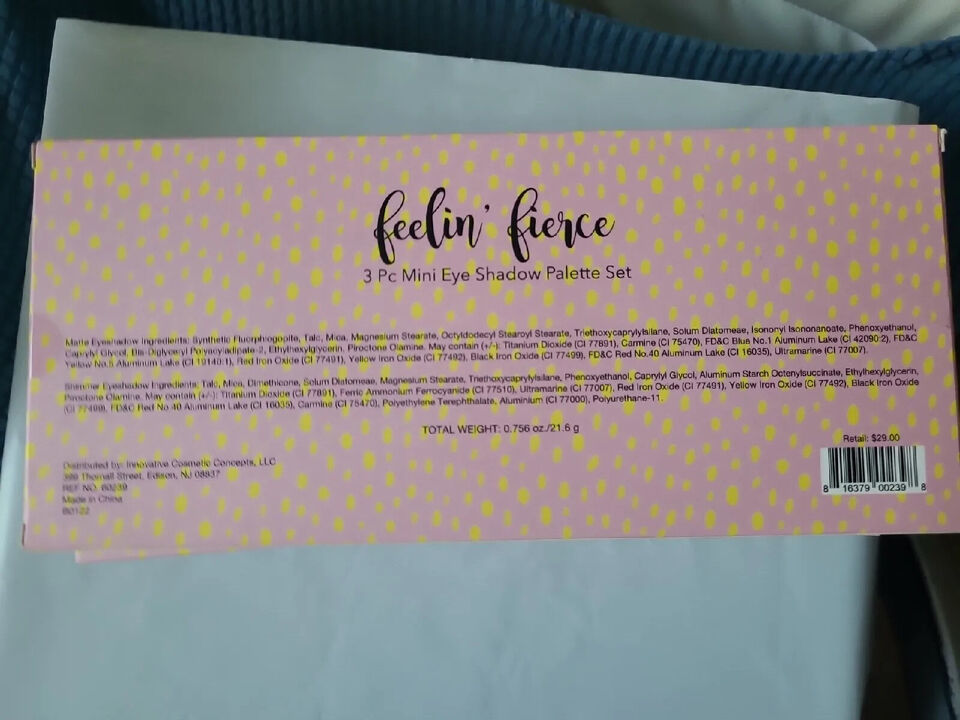 feelin' fierce
3 Pc Mini Eye Shadow Palette Set
Matte Eyeshadow Ingredients: Synthetic Fluorphlogopite, Talc, Mica, Magnesium Stearate, Octyldodecyl Stearoyl Stearate, Triethoxycaprylylsilane, Solum Diatomeae, Isononyl Isononanoate, Phenoxyethanol,
Caprylyl Glycol, Bis-Diglyceryl Polyacyladipate-2, Ethylhexylglycerin, Piroctone Olamine. May contain (+/-): Titanium Dioxide (CI 77891), Carmine (CI 75470), FD&C Blue No.1 Aluminum Lake (CI 42090:2), FD&C
Yellow No.5 Aluminum Lake (CI 19140:1), Red Iron Oxide (CI 77491), Yellow Iron Oxide (CI 77492), Black Iron Oxide (CI 77499), FD&C Red No.40 Aluminum Lake (CI 16035), Ultramarine (CI 77007).
Shimmer Eyeshadow Ingredients: Talc, Mica, Dimethicone, Solum Diatomeae, Magnesium Stearate, Triethoxycaprylylsilane, Phenoxyethanol, Caprylyl Glycol, Aluminum Starch Octenylsuccinate, Ethylhexylglycerin,
Piroctone Olamine. May contain (+/-): Titanium Dioxide (CI 77891), Ferric Ammonium Ferrocyanide (CI 77510), Ultramarine (CI 77007), Red Iron Oxide (CI 77491), Yellow Iron Oxide (CI 77492), Black Iron Oxide
(CI 77499), FD&C Red No.40 Aluminum Lake (CI 16035), Carmine (CI 75470), Polyethylene Terephthalate, Aluminum (CI 77000), Polyurethane-11.
TOTAL WEIGHT: 0.756 oz./21.6 g
Retail: $29.00
Distributed by: Innovative Cosmetic Concepts, LLC
399 Thornall Street, Edison, NJ 08837
REF NO. 60239
Made in China
B0122
8 16379 00239 8